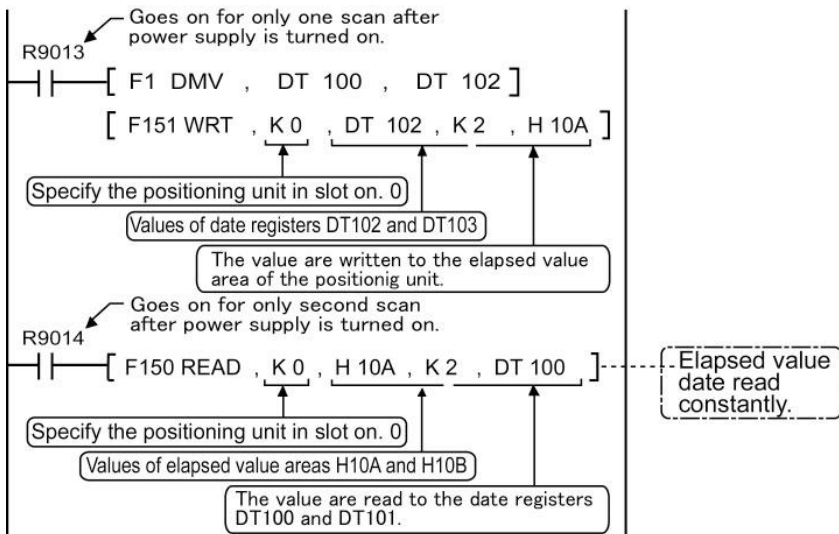 Goes on for only one scan after
power supply is turned on.
R9013
[ F1 DMV , DT 100 , DT 102 ]
[ F151 WRT , K 0 , DT 102 , K 2 , H 10A ]
Specify the positioning unit in slot on. 0
Values of date registers DT102 and DT103
The value are written to the elapsed value
area of the positionig unit.
Goes on for only second scan
after power supply is turned on.
R9014
[ F150 READ , K 0 , H 10A , K 2 , DT 100 ]
Elapsed value
date read
constantly.
Specify the positioning unit in slot on. 0
Values of elapsed value areas H10A and H10B
The value are read to the date registers
DT100 and DT101.